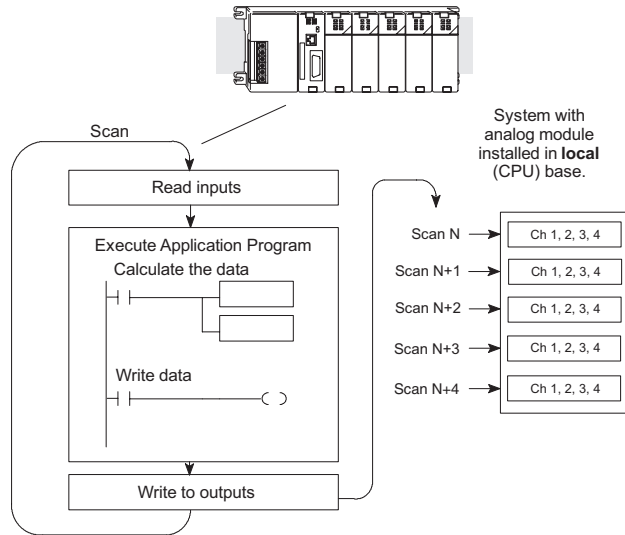 System with
analog module
installed in local
(CPU) base.
Scan
Read inputs
Execute Application Program
Calculate the data
Write data
Write to outputs
Scan N
Ch 1, 2, 3, 4
Scan N+1
Ch 1, 2, 3, 4
Scan N+2
Ch 1, 2, 3, 4
Scan N+3
Ch 1, 2, 3, 4
Scan N+4
Ch 1, 2, 3, 4